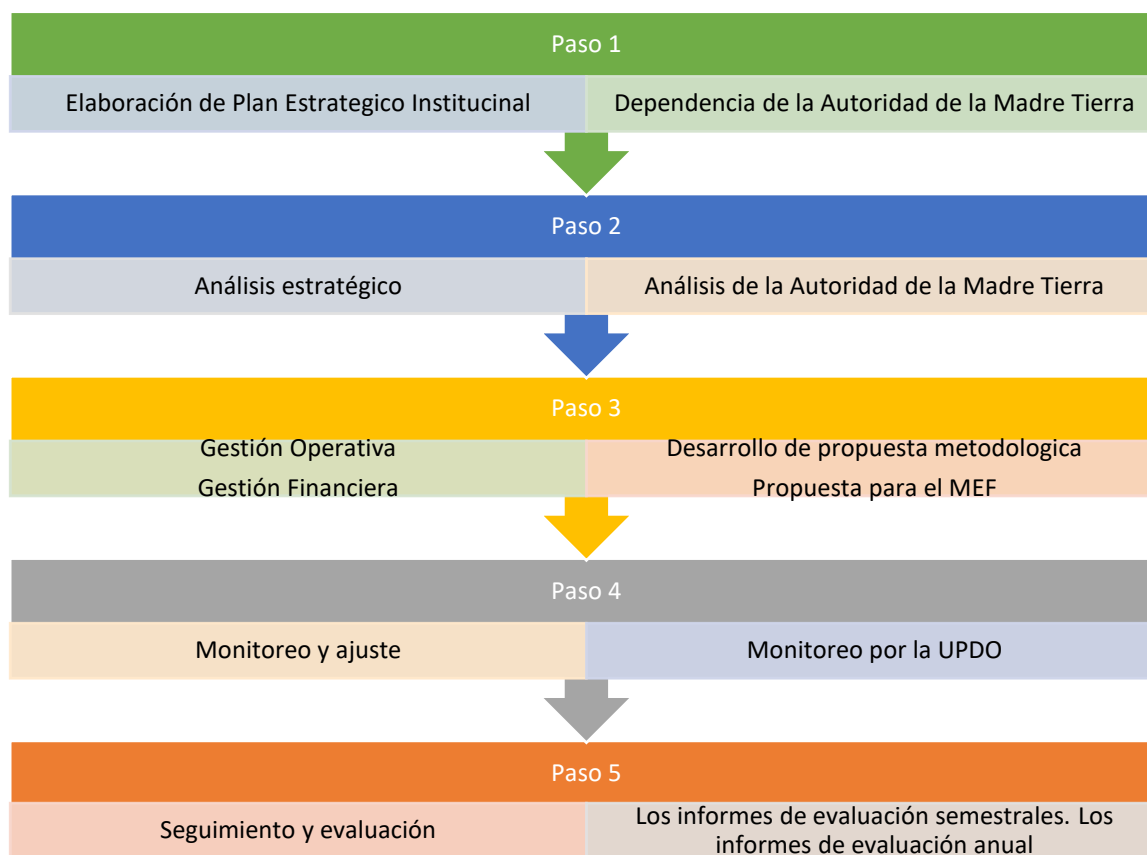 Paso 1
Elaboración de Plan Estrategico Institucinal
Dependencia de la Autoridad de la Madre Tierra
Paso 2
Análisis estratégico
Análisis de la Autoridad de la Madre Tierra
Paso 3
Gestión Operativa
Gestión Financiera
Desarrollo de propuesta metodologica
Propuesta para el MEF
Paso 4
Monitoreo y ajuste
Monitoreo por la UPDO
Paso 5
Seguimiento y evaluación
Los informes de evaluación semestrales. Los
informes de evaluación anual